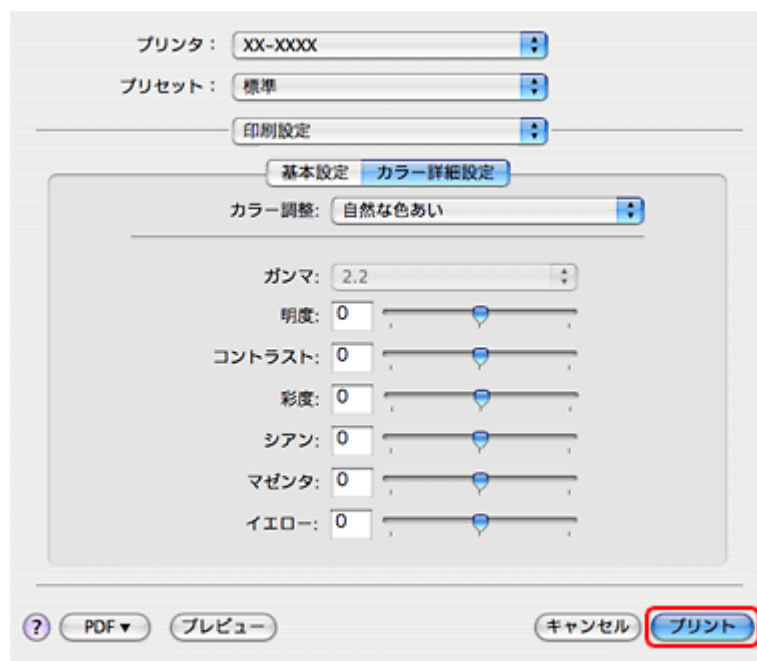 プリンタ： XX-XXXX
プリセット： 標準
印刷設定
基本設定 カラー詳細設定
カラー調整: 自然な色あい
ガンマ: 2.2
明度: 0
コントラスト: 0
彩度: 0
シアン: 0
マゼンタ: 0
イエロー: 0
? PDF▼ プレビュー キャンセル プリント